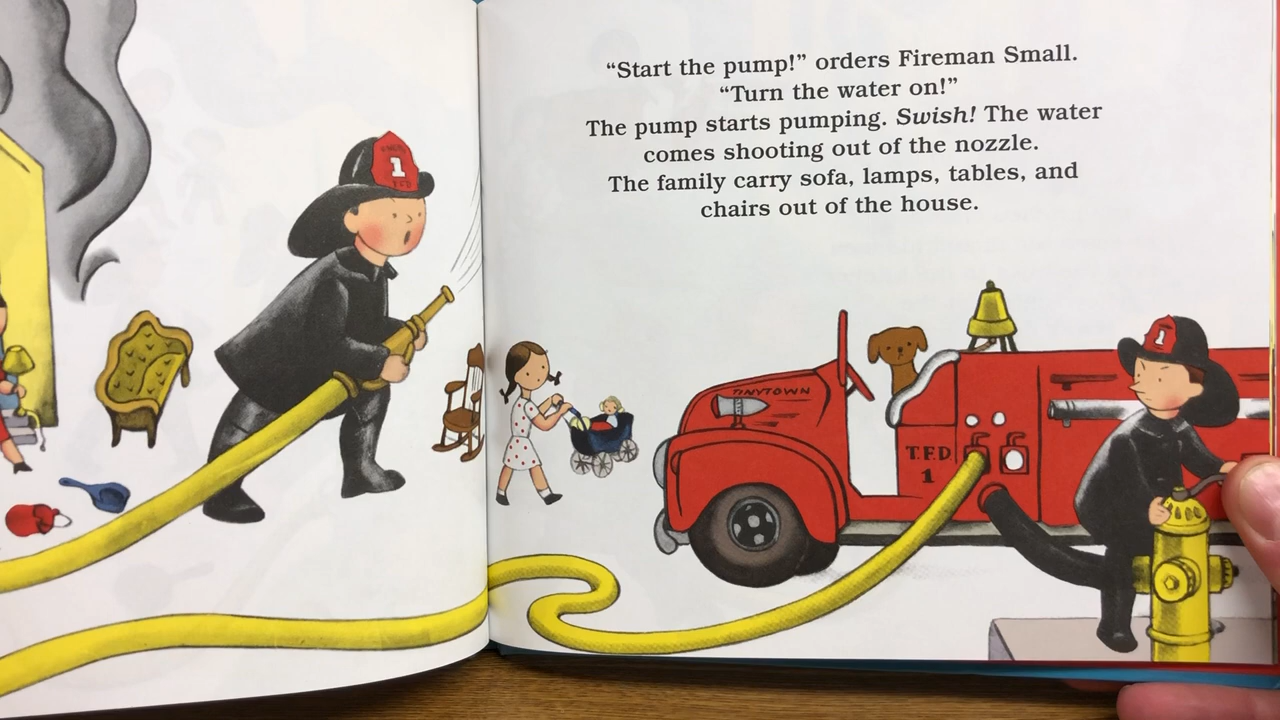 “Start the pump!” orders Fireman Small.
“Turn the water on!”
The pump starts pumping. Swish! The water
comes shooting out of the nozzle.
The family carry sofa, lamps, tables, and
chairs out of the house.
1
TINYTOWN
T.F.D.
1
1